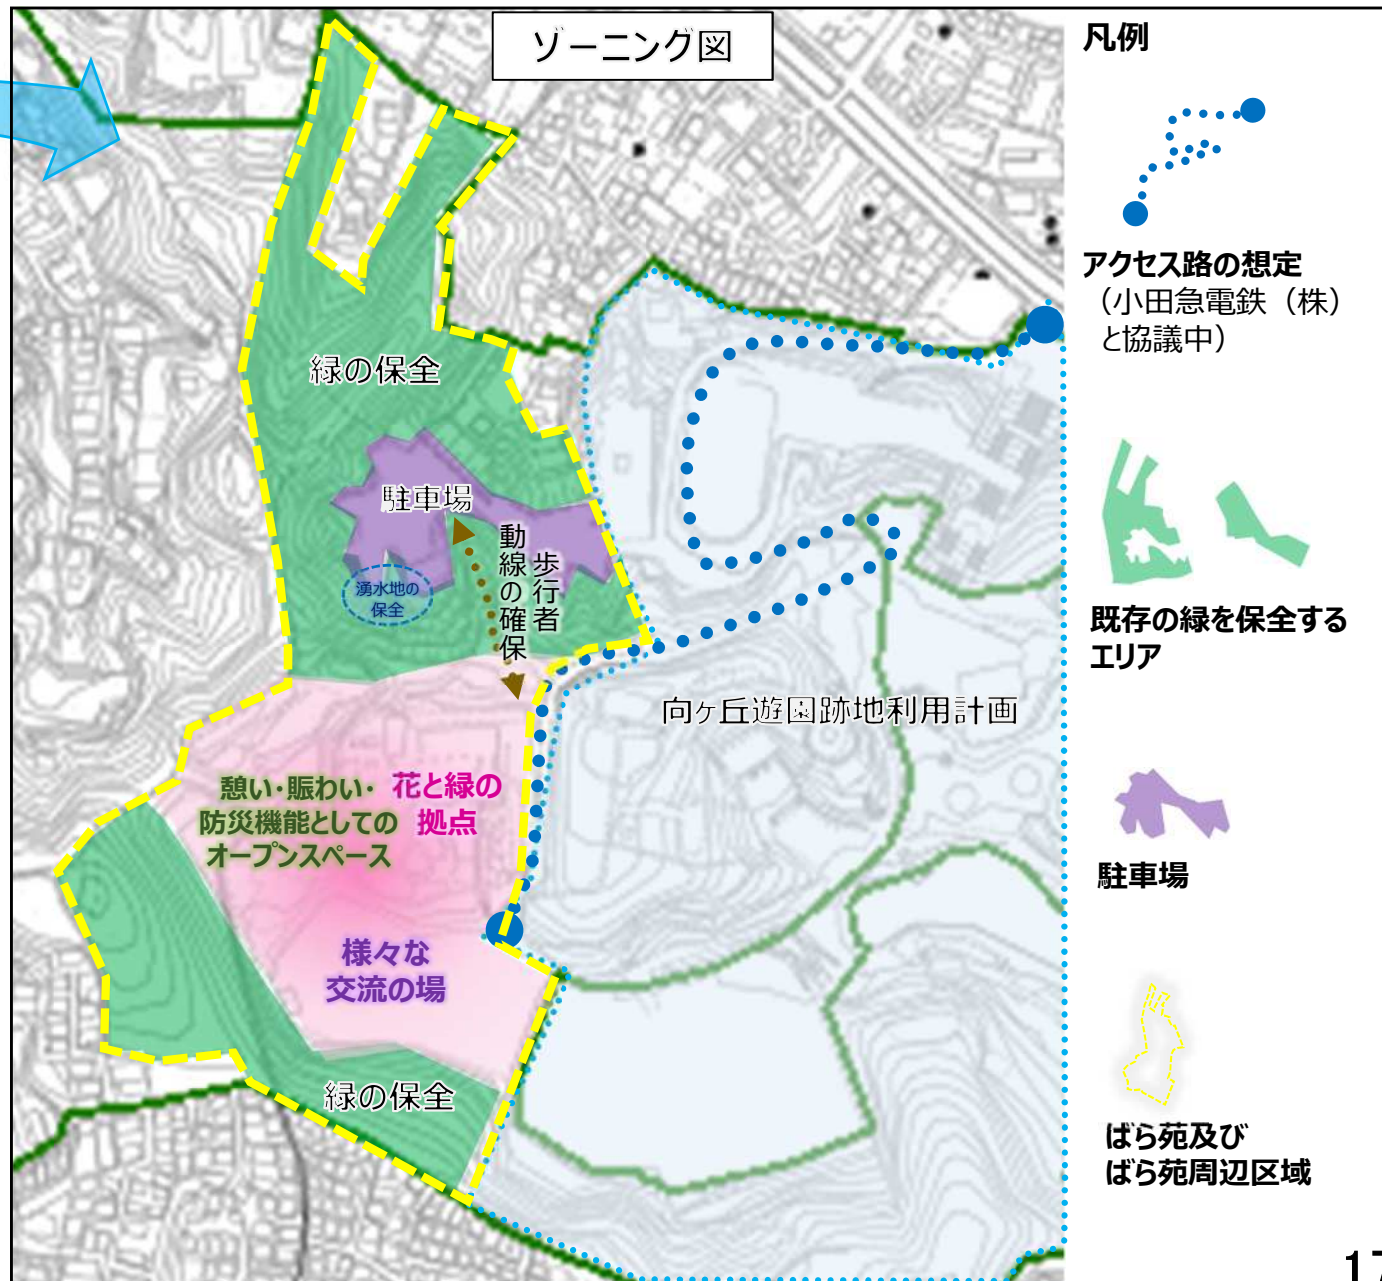 ゾーニング図
凡例
アクセス路の想定
（小田急電鉄（株）
と協議中）
緑の保全
駐車場
歩行者
動線の確保
湧水地の
保全
既存の緑を保全する
エリア
向ヶ丘遊園跡地利用計画
憩い・賑わい・
防災機能としての
オープンスペース
花と緑の
拠点
駐車場
様々な
交流の場
緑の保全
ばら苑及び
ばら苑周辺区域
17